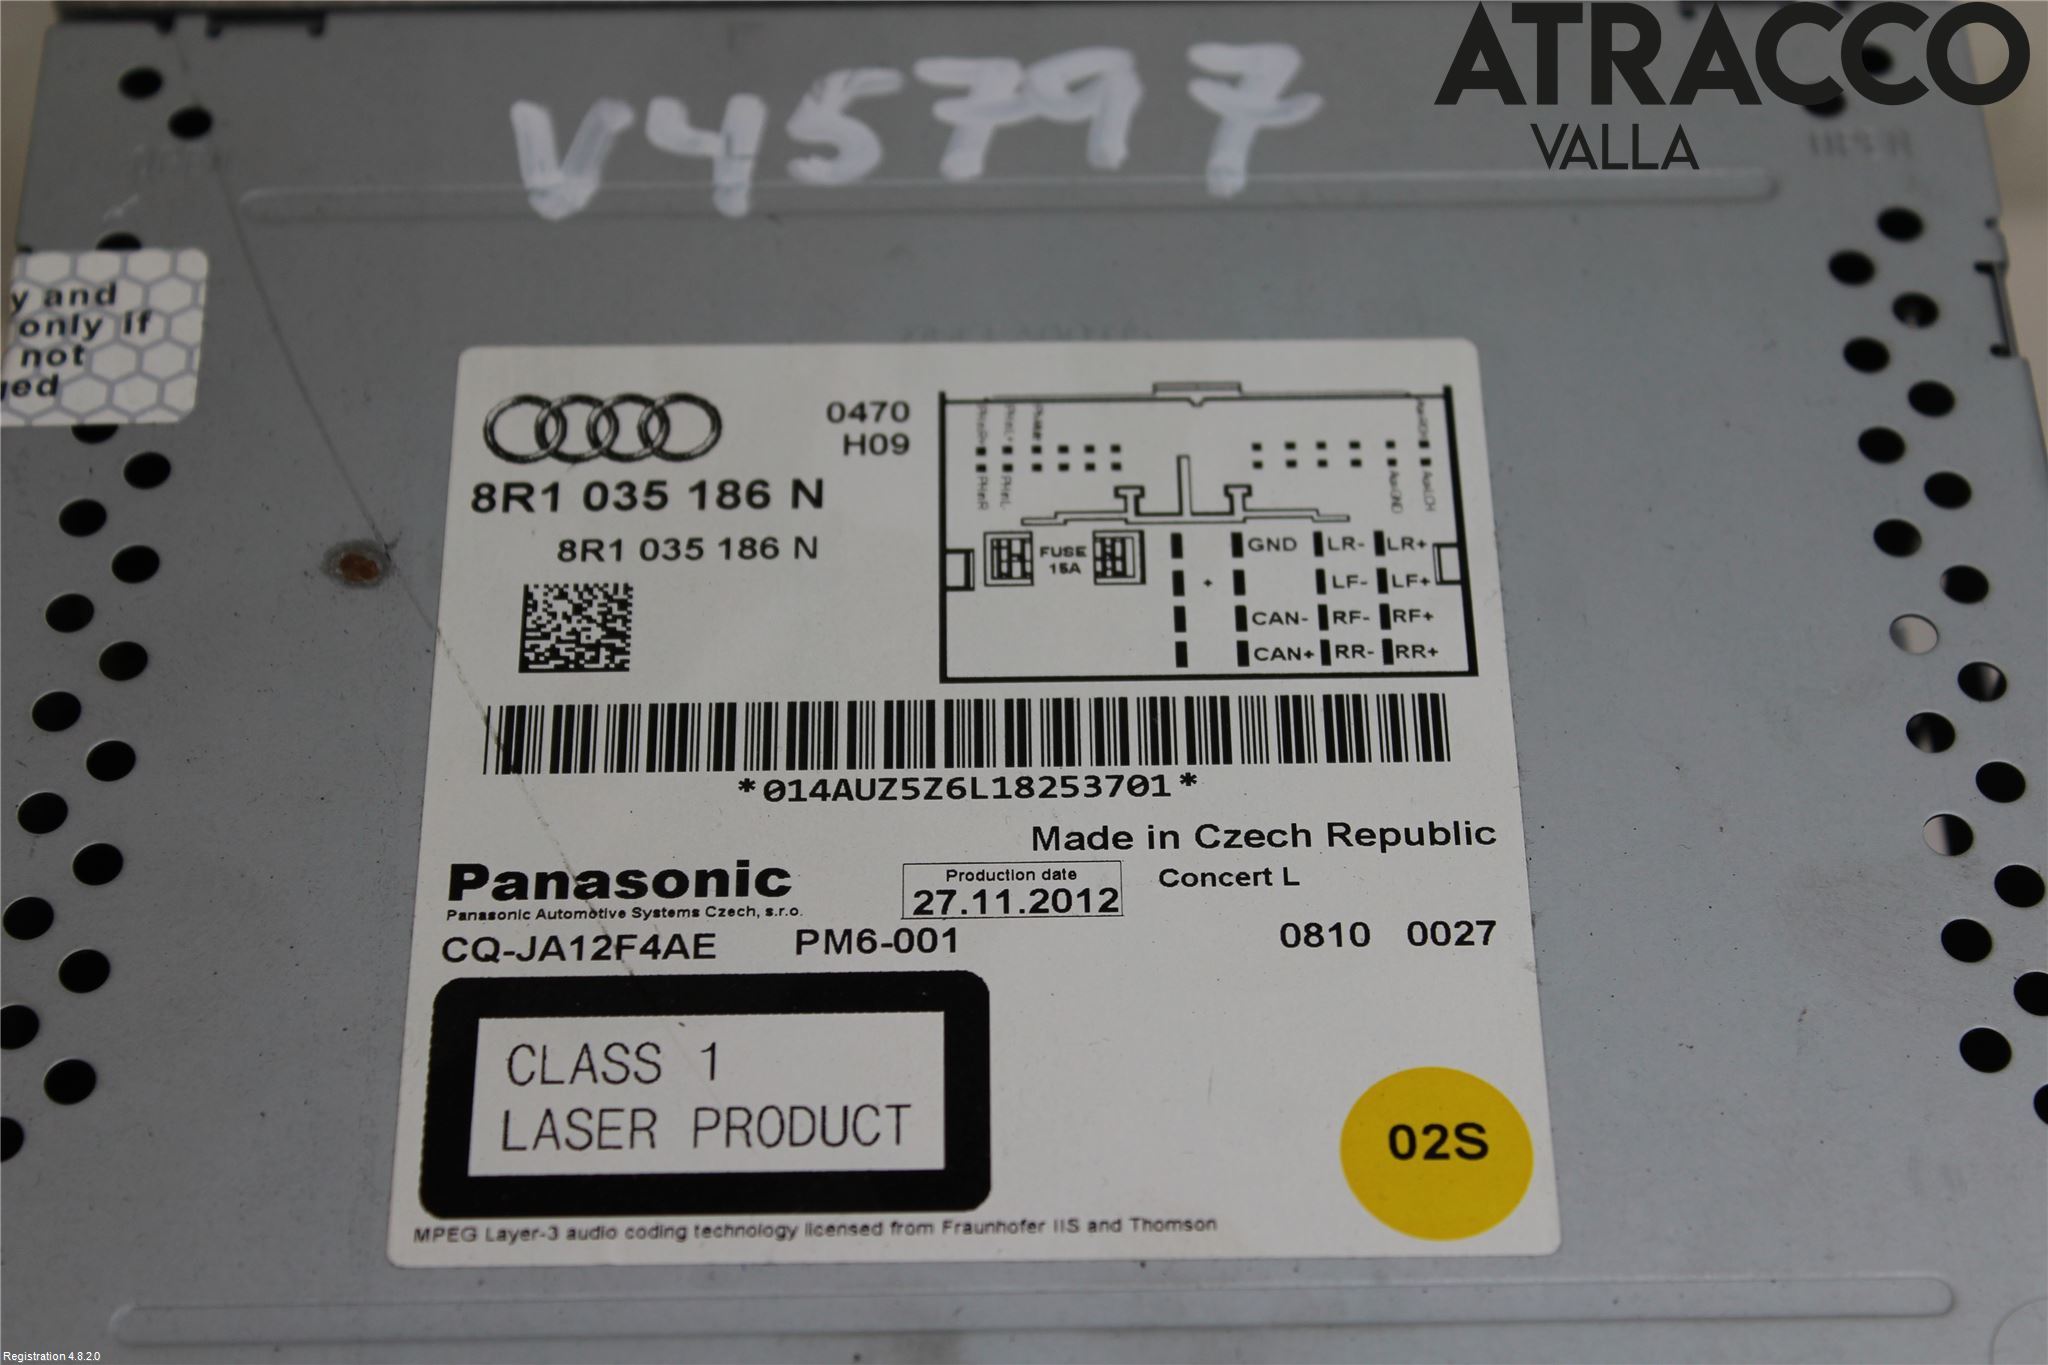 ATRACCO
VALLA
V45797
y and
only if
not
ged
0470
H09
8R1 035 186 N
8R1 035 186 N
FUSE
15A
GND LR- LR+
+ LF- LF+
CAN- RF- RF+
CAN+ RR- RR+
*014AUZ5Z6L18253701*
Made in Czech Republic
Panasonic
Panasonic Automotive Systems Czech, s.r.o.
Production date
27.11.2012
Concert L
CQ-JA12F4AE PM6-001
0810 0027
CLASS 1
LASER PRODUCT
02S
MPEG Layer-3 audio coding technology licensed from Fraunhofer IIS and Thomson
Registration 4.8.2.0